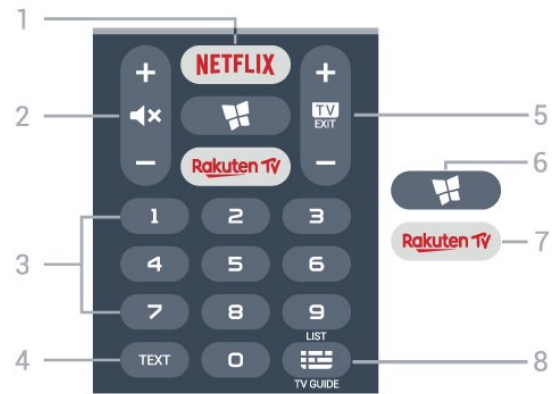 1
NETFLIX
+ +
2
TV
EXIT
5
- -
6
Rakuten TV
Rakuten TV 7
1 2 3
3
4 5 6
7 8 9
LIST
4 TEXT 0 8
TV GUIDE